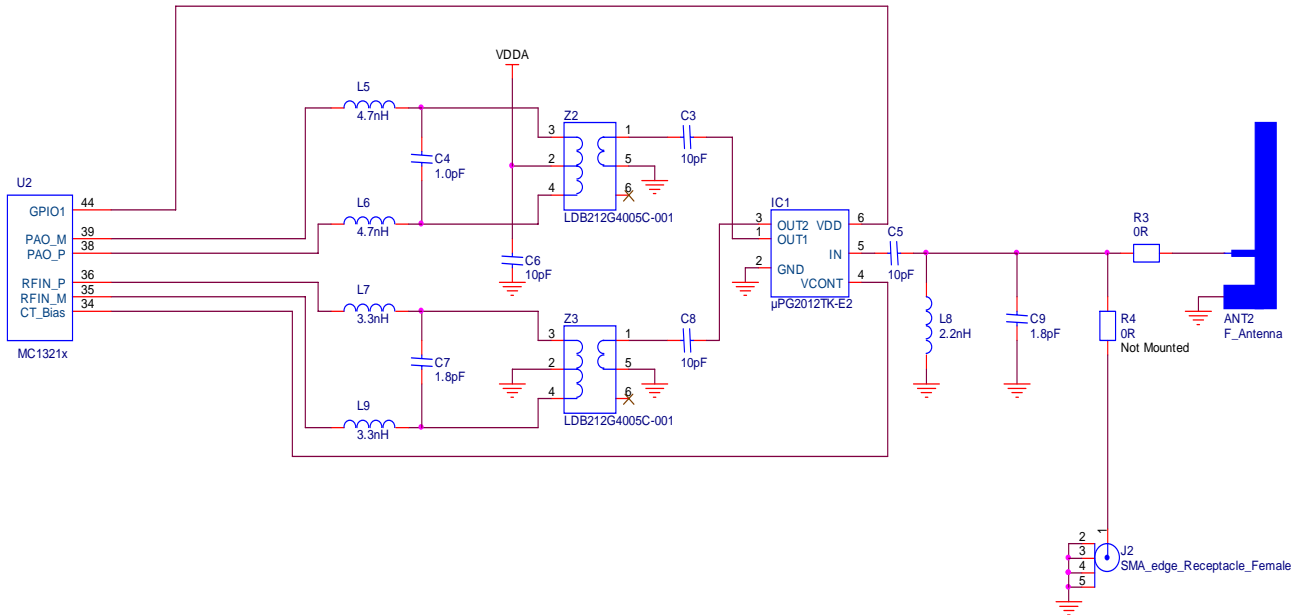 VDDA
L5
4.7nH
C4
1.0pF
L6
4.7nH
C6
10pF
Z2
3
2
4
1
5
6
LDB212G4005C-001
C3
10pF
U2
GPIO1 44
PAO_M 39
PAO_P 38
RFIN_P 36
RFIN_M 35
CT_Bias 34
MC1321x
L7
3.3nH
C7
1.8pF
L9
3.3nH
Z3
3
2
4
1
5
6
LDB212G4005C-001
C8
10pF
IC1
3 OUT2 VDD 6
1 OUT1
IN 5
2 GND
VCONT 4
µPG2012TK-E2
C5
10pF
L8
2.2nH
C9
1.8pF
R3
0R
R4
0R
Not Mounted
ANT2
F_Antenna
1
2
3
4
5
J2
SMA_edge_Receptacle_Female